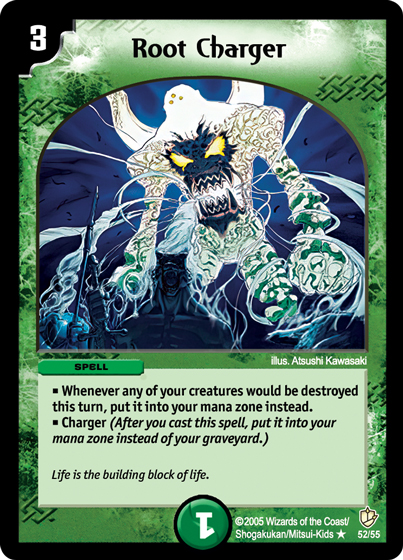 3
Root Charger
illus. Atsushi Kawasaki
SPELL
▪ Whenever any of your creatures would be destroyed
this turn, put it into your mana zone instead.
▪ Charger (After you cast this spell, put it into your
mana zone instead of your graveyard.)
Life is the building block of life.
©2005 Wizards of the Coast/
Shogakukan/Mitsui-Kids ★ 52/55